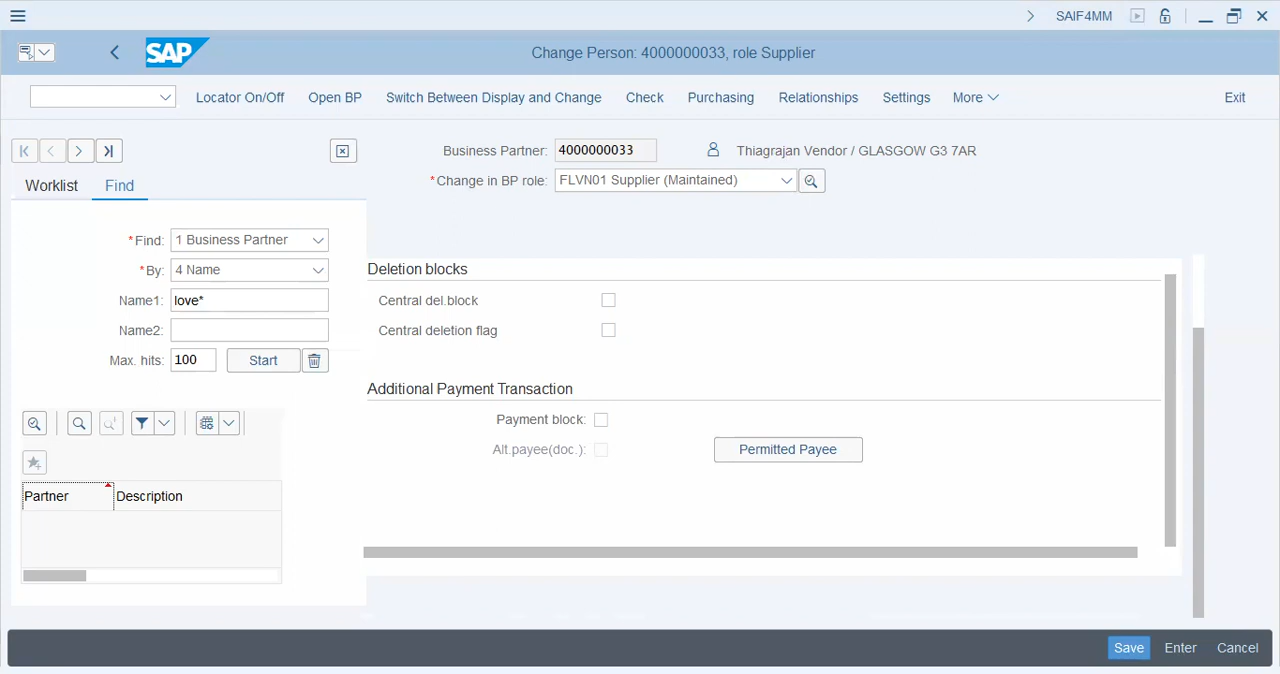 SAIF4MM
SAP
Change Person: 4000000033, role Supplier
Locator On/Off Open BP Switch Between Display and Change Check Purchasing Relationships Settings More Exit
Business Partner: 4000000033 Thiagrajan Vendor / GLASGOW G3 7AR
*Change in BP role: FLVN01 Supplier (Maintained)
Worklist Find
*Find: 1 Business Partner
*By: 4 Name
Name1: love*
Name2:
Max. hits: 100 Start
Partner Description
Deletion blocks
Central del.block
Central deletion flag
Additional Payment Transaction
Payment block:
Alt.payee(doc.): Permitted Payee
Save Enter Cancel